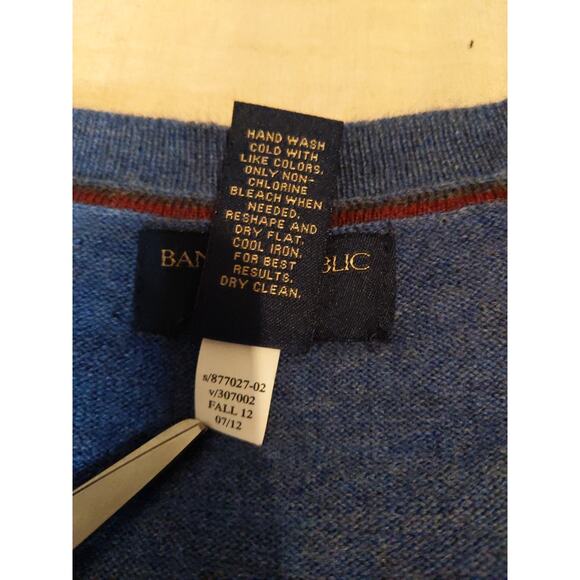 HAND WASH
COLD WITH
LIKE COLORS.
ONLY NON-
CHLORINE
BLEACH WHEN
NEEDED.
RESHAPE AND
DRY FLAT.
COOL IRON.
FOR BEST
RESULTS.
DRY CLEAN.
BAN BLIC
s/877027-02
v/307002
FALL 12
07/12